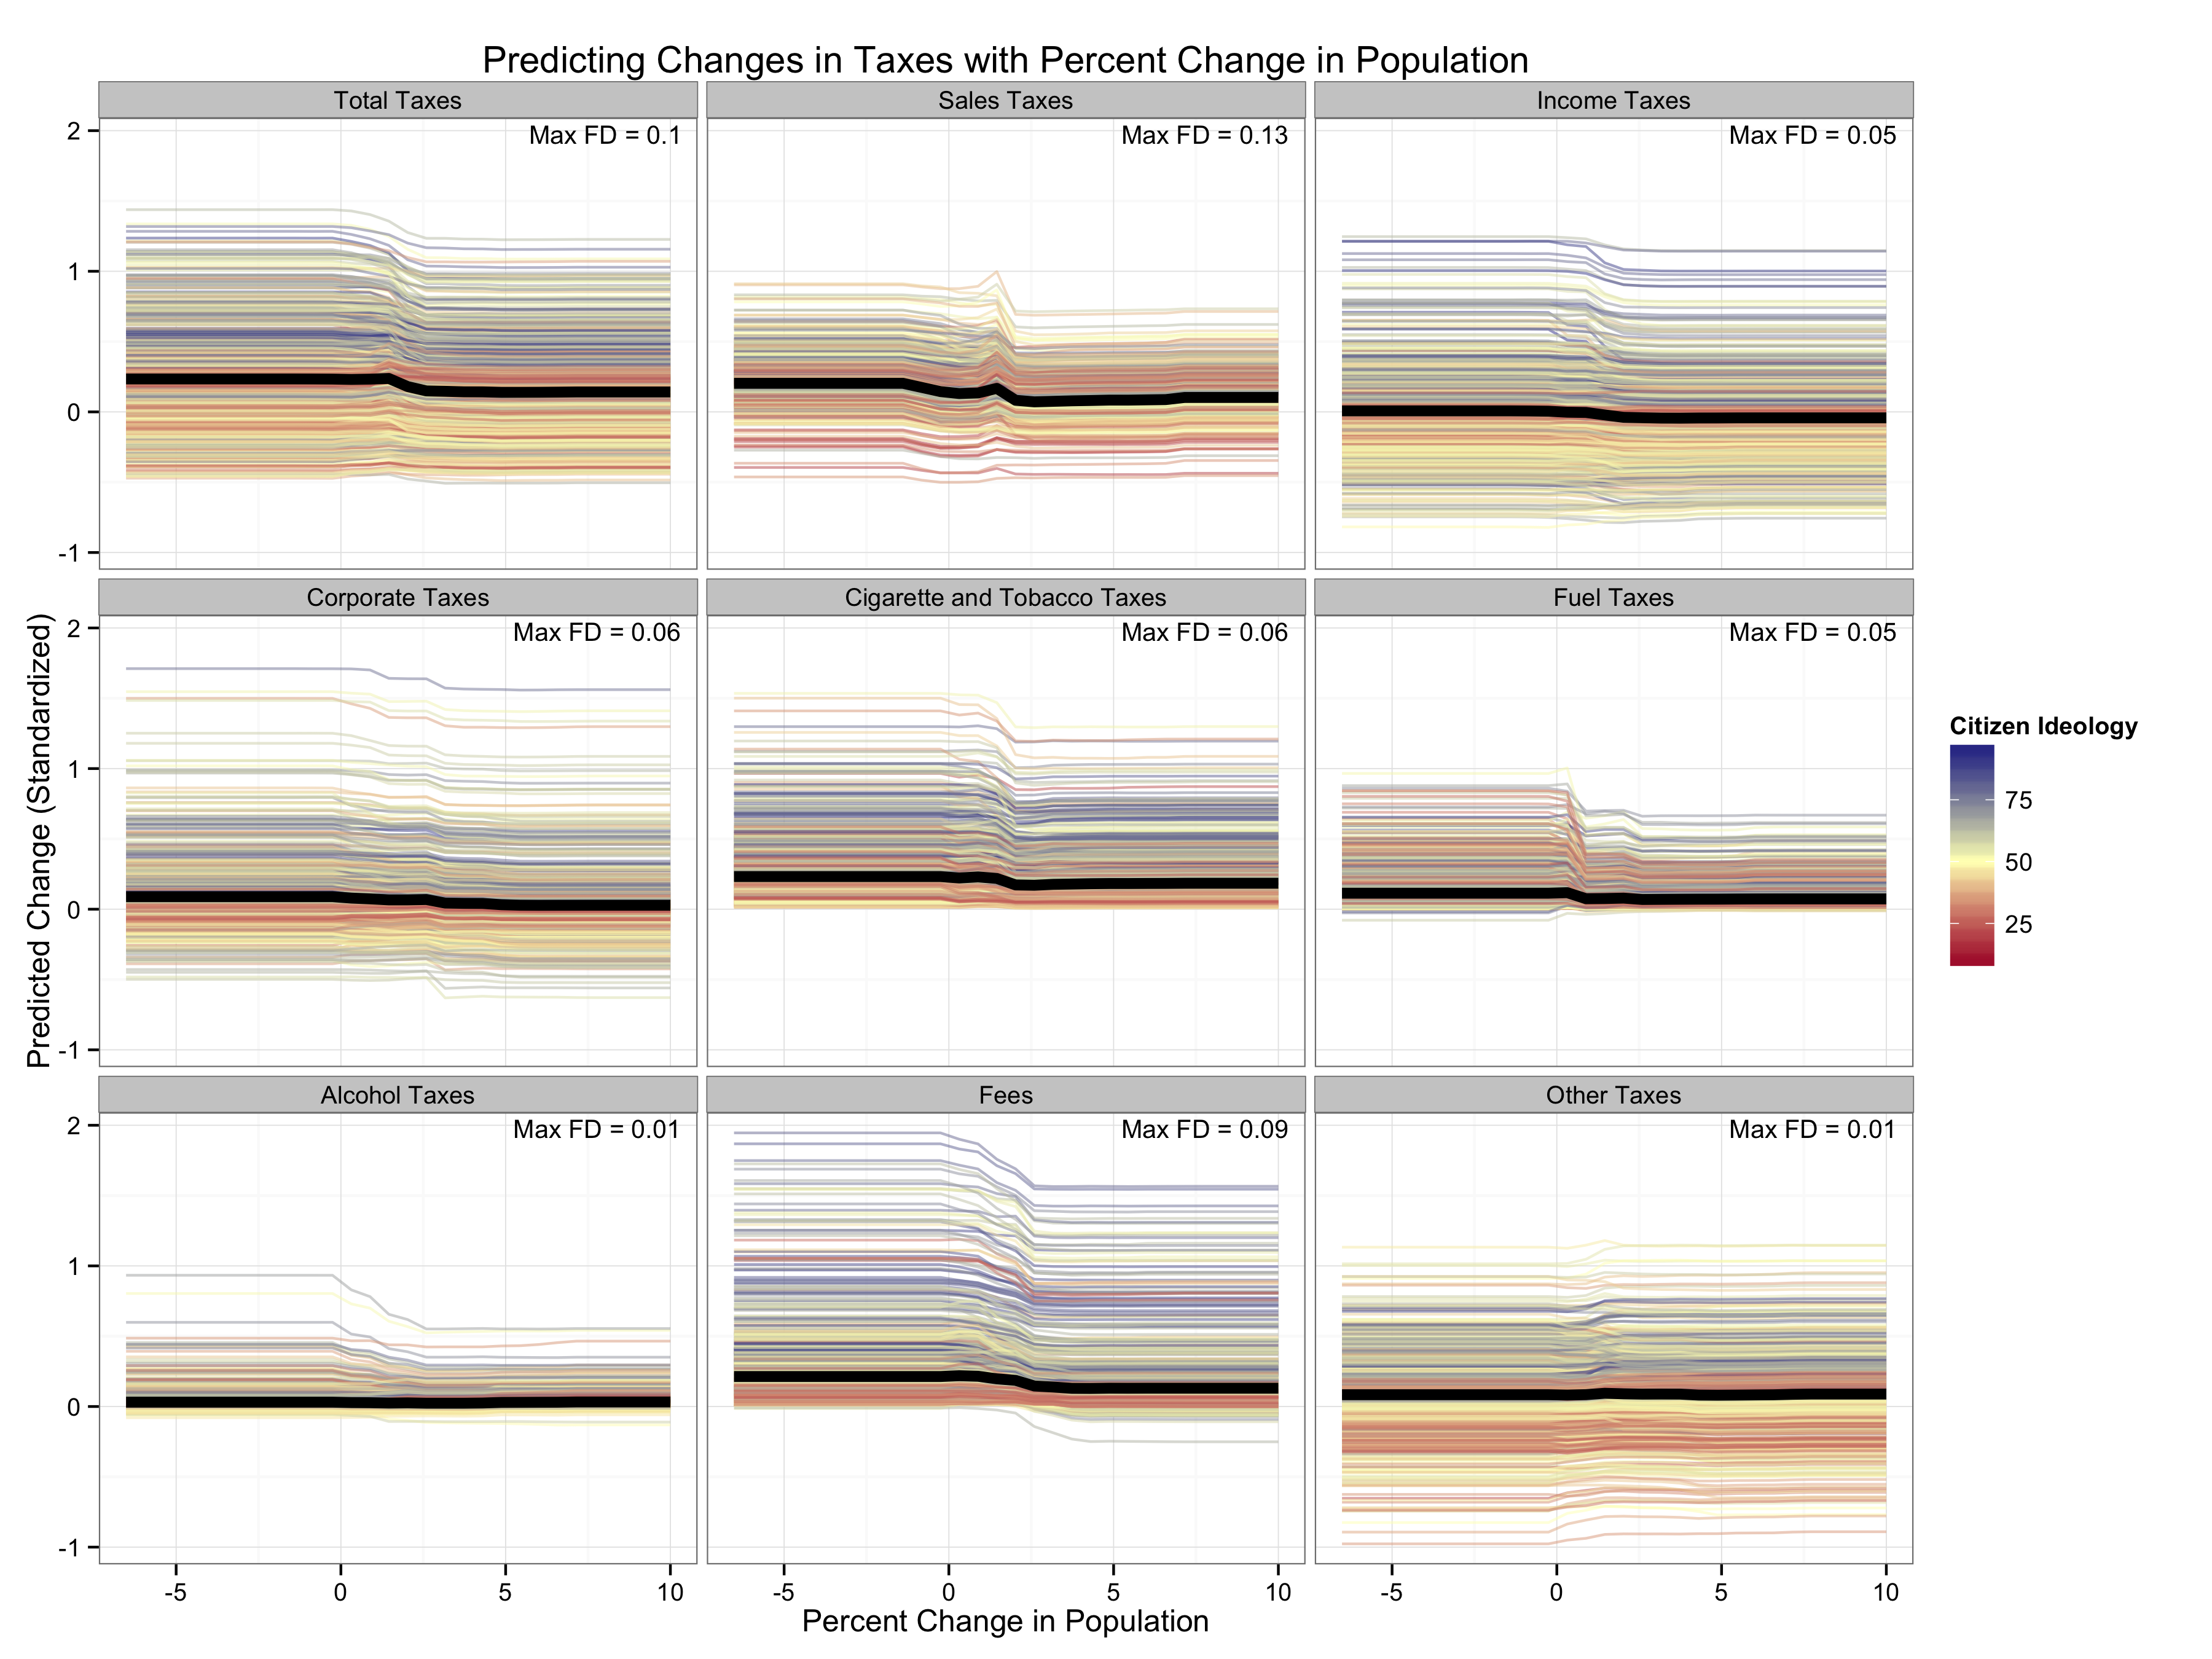 Predicting Changes in Taxes with Percent Change in Population
Total Taxes
Sales Taxes
Income Taxes
Max FD = 0.1
Max FD = 0.13
Max FD = 0.05
2
1
0
-1
Corporate Taxes
Cigarette and Tobacco Taxes
Fuel Taxes
Max FD = 0.06
Max FD = 0.06
Max FD = 0.05
2
1
0
-1
Predicted Change (Standardized)
Citizen Ideology
75
50
25
Alcohol Taxes
Fees
Other Taxes
Max FD = 0.01
Max FD = 0.09
Max FD = 0.01
2
1
0
-1
-5 0 5 10
-5 0 5 10
-5 0 5 10
Percent Change in Population